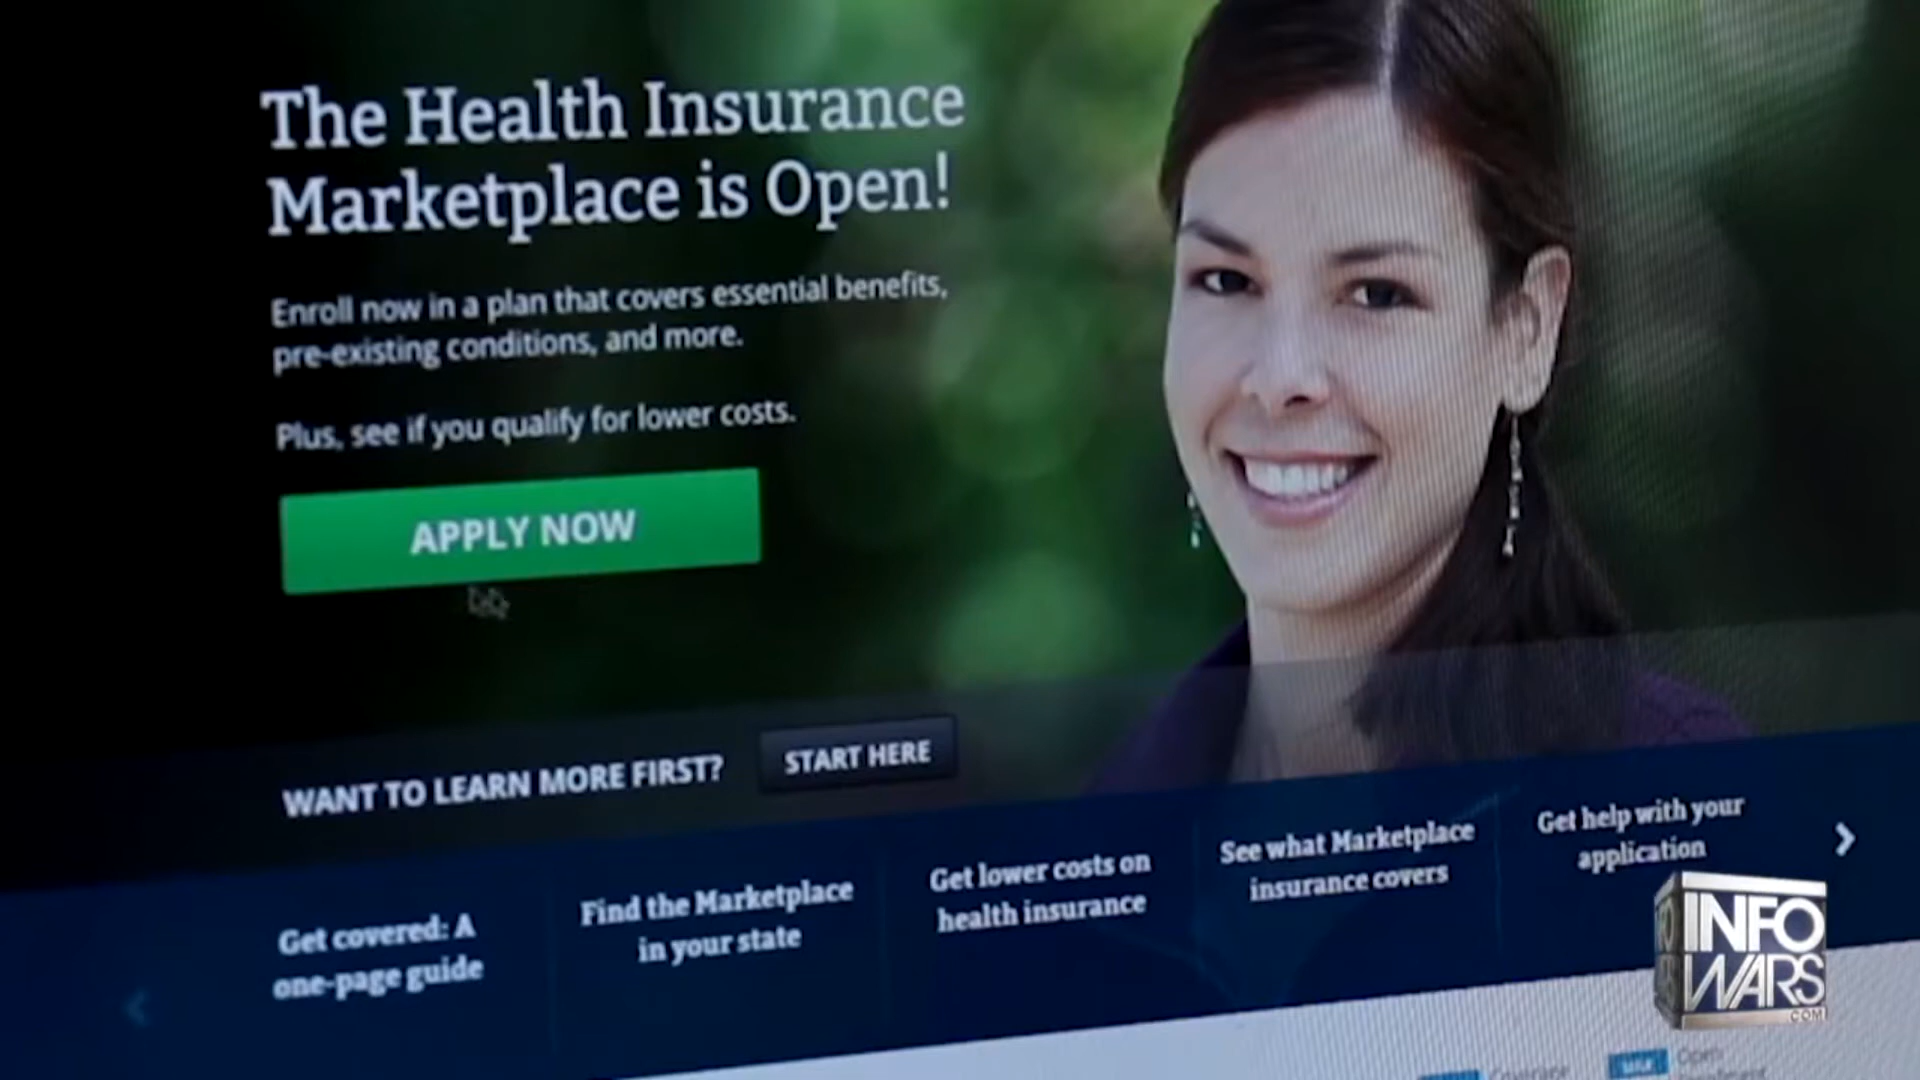 The Health Insurance
Marketplace is Open!
Enroll now in a plan that covers essential benefits,
pre-existing conditions, and more.
Plus, see if you qualify for lower costs.
APPLY NOW
WANT TO LEARN MORE FIRST?
START HERE
Get covered: A
one-page guide
Find the Marketplace
in your state
Get lower costs on
health insurance
See what Marketplace
insurance covers
Get help with your
application
INFO
WARS
.COM
Open